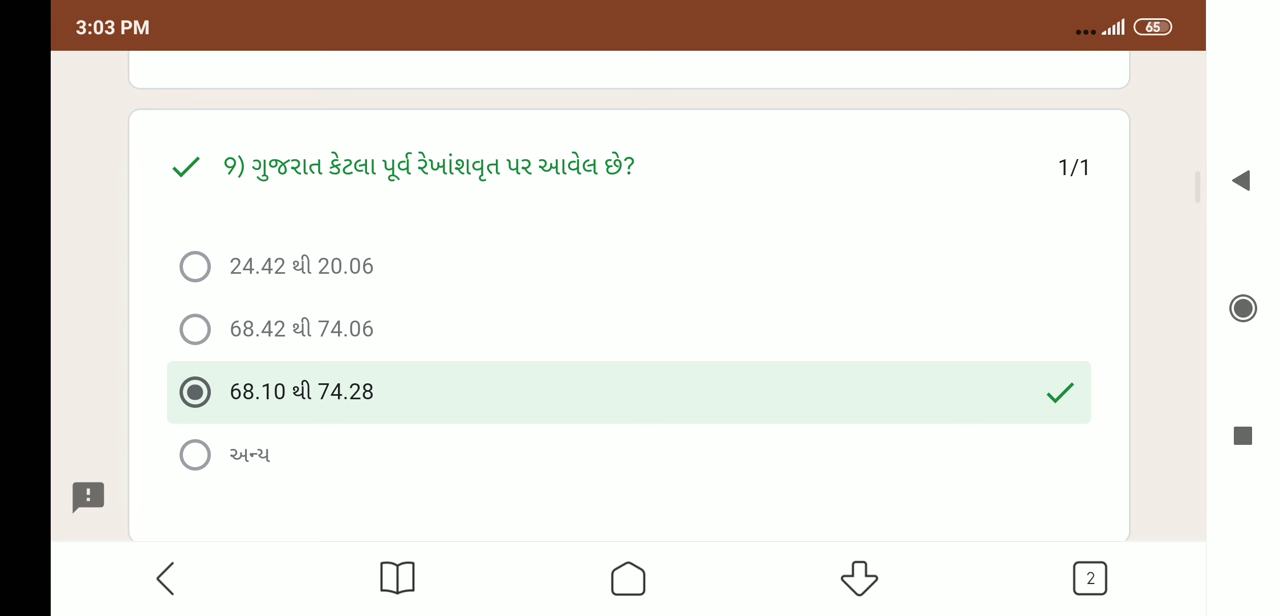 3:03 PM
65
9) ગુજરાત કેટલા પૂર્વ રેખાંશવૃત પર આવેલ છે?
1/1
24.42 થી 20.06
68.42 થી 74.06
68.10 થી 74.28
અન્ય
2